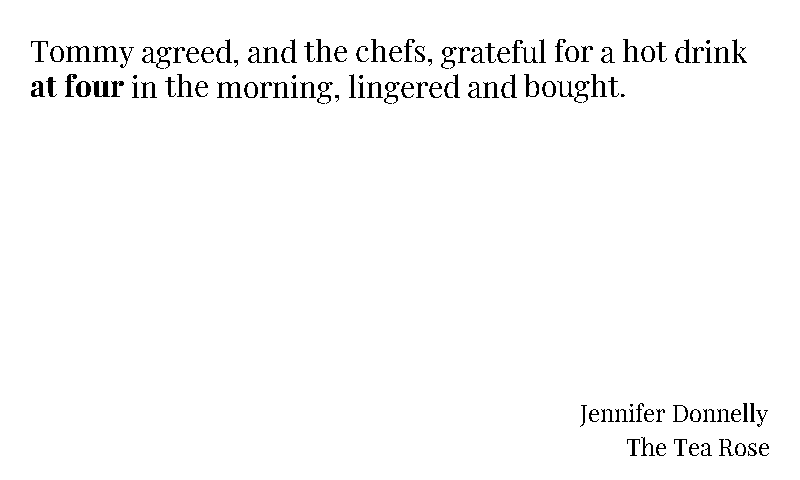 Tommy agreed, and the chefs, grateful for a hot drink
at four in the morning, lingered and bought.
Jennifer Donnelly
The Tea Rose